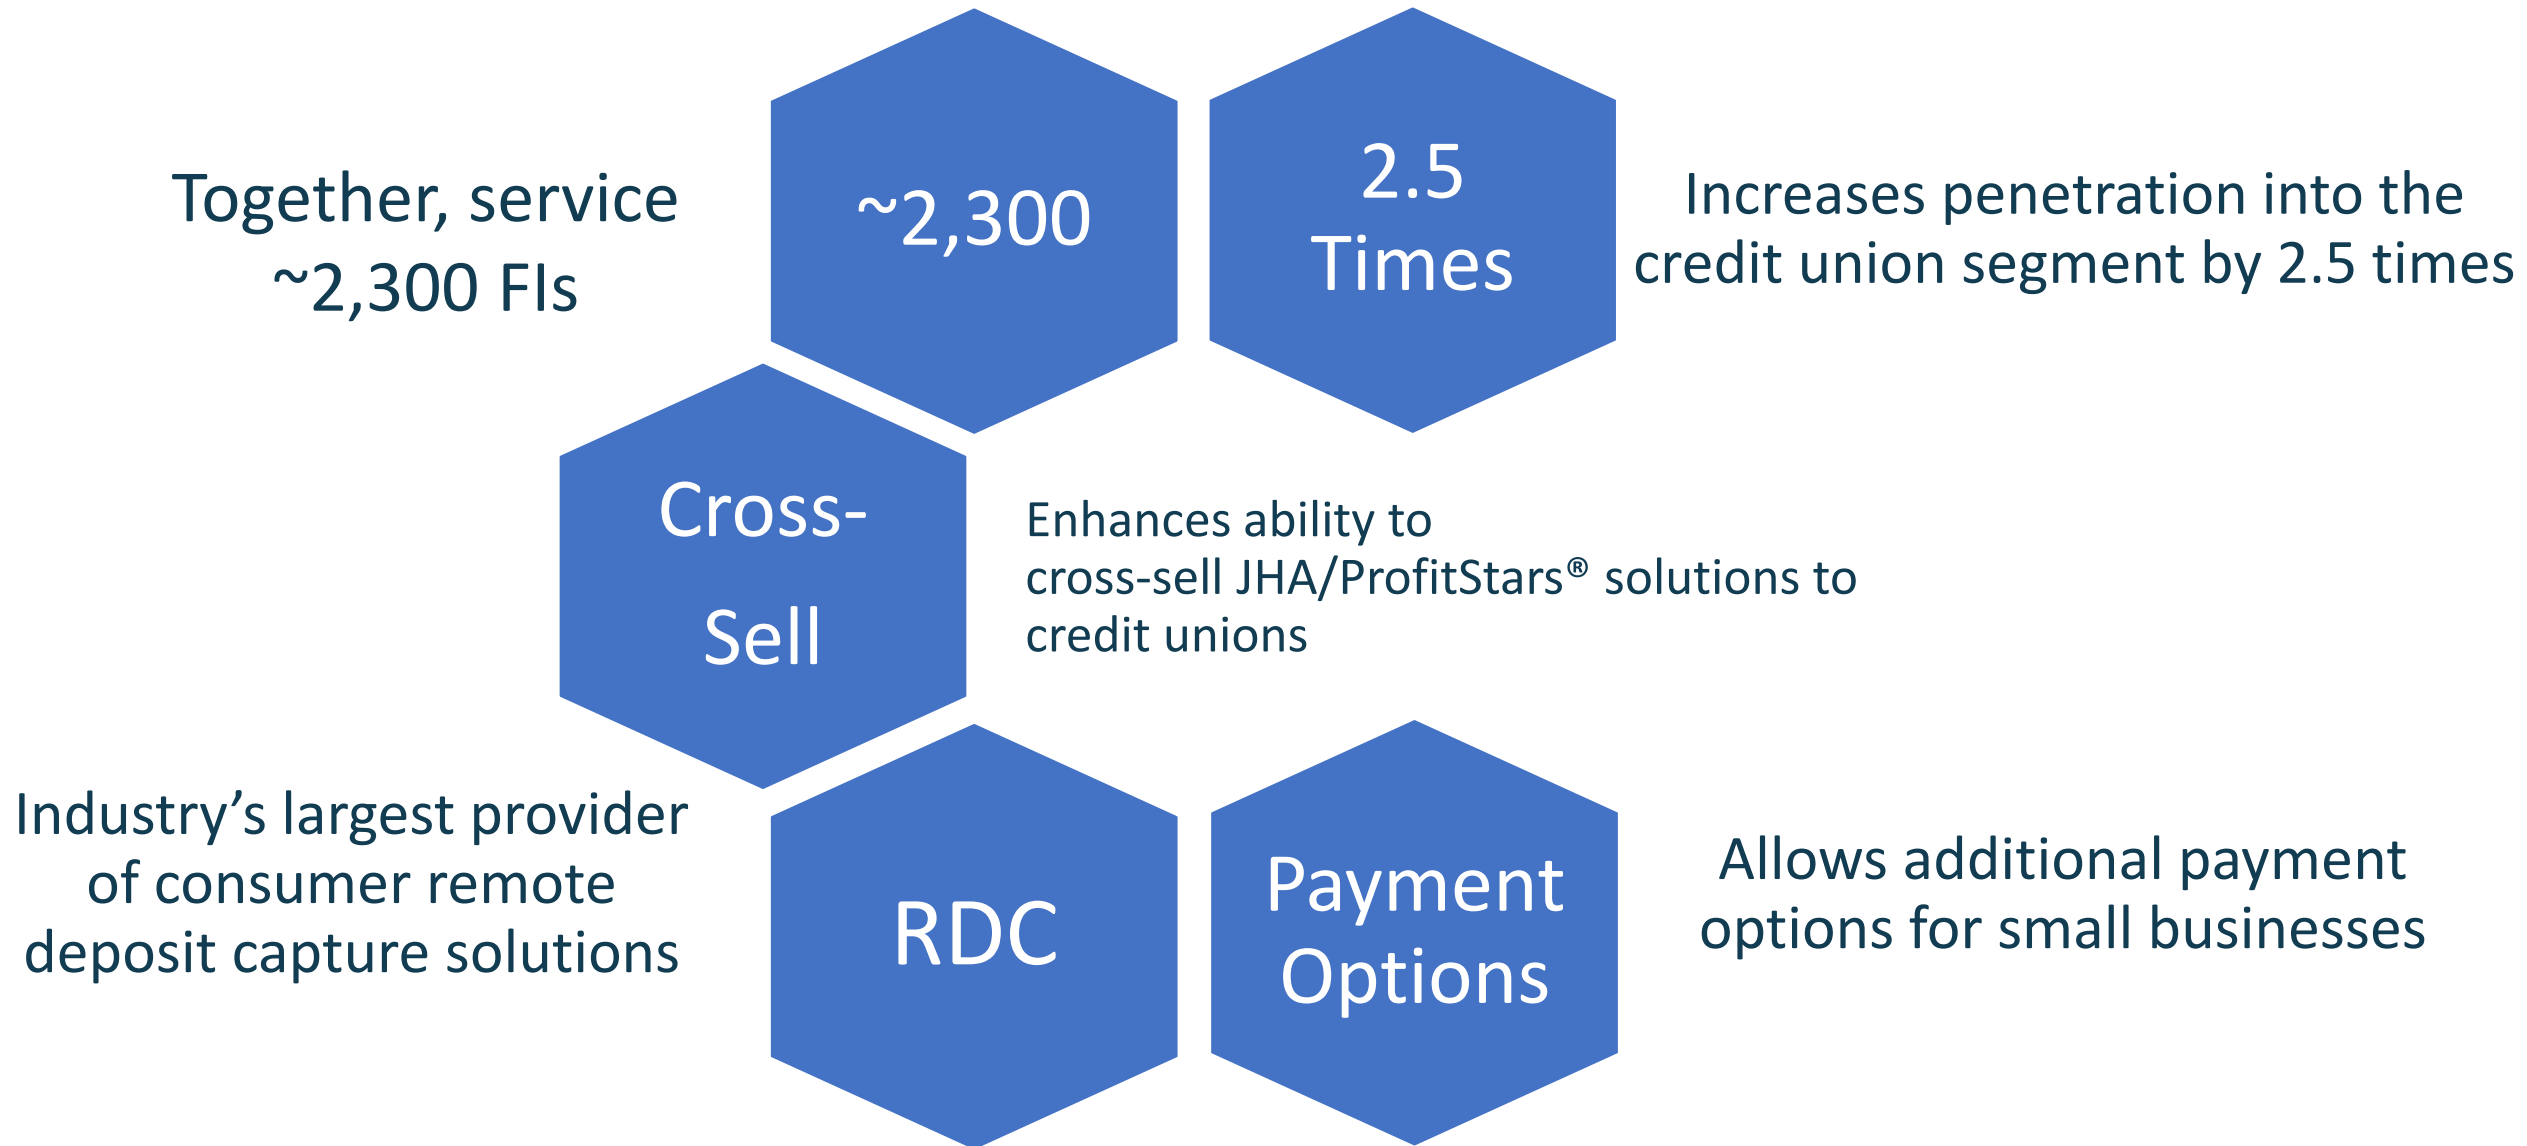 Together, service
~2,300 FIs
~2,300
2.5
Times
Increases penetration into the
credit union segment by 2.5 times
Cross-
Sell
Enhances ability to
cross-sell JHA/ProfitStars® solutions to
credit unions
Industry’s largest provider
of consumer remote
deposit capture solutions
RDC
Payment
Options
Allows additional payment
options for small businesses